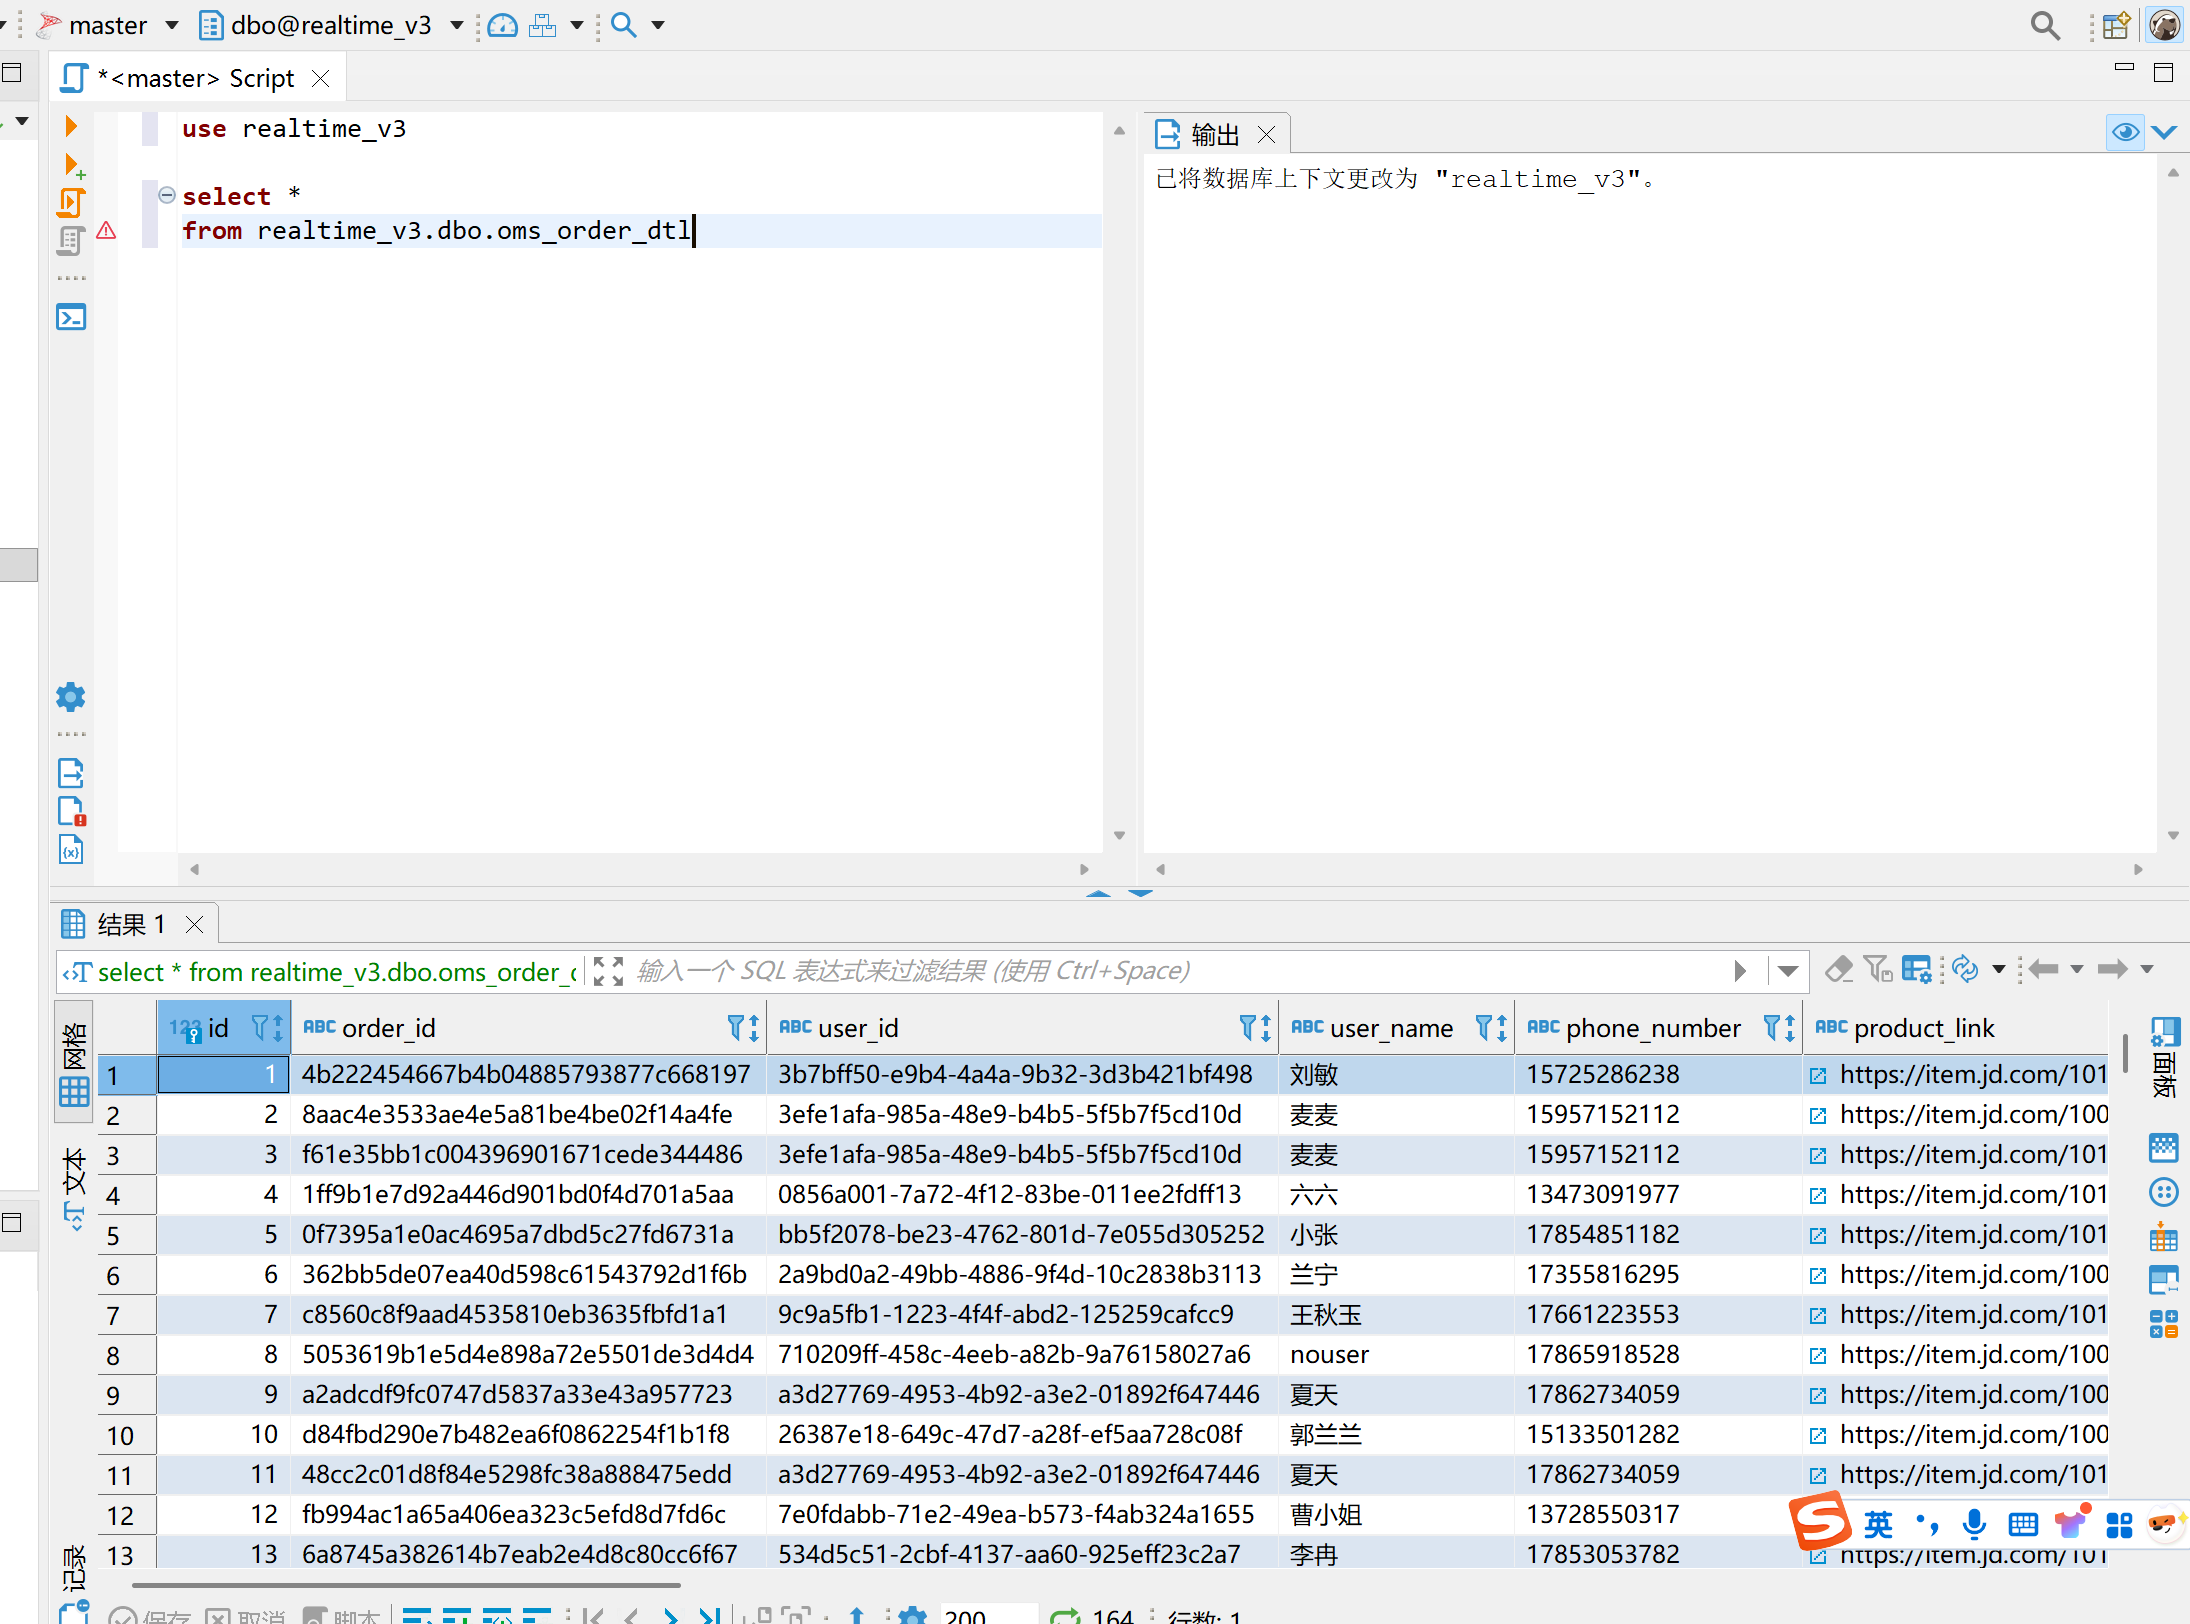 master dbo@realtime_v3
*<master> Script
use realtime_v3
select *
from realtime_v3.dbo.oms_order_dtl
输出
已将数据库上下文更改为 "realtime_v3"。
结果 1
select * from realtime_v3.dbo.oms_order_ 输入一个 SQL 表达式来过滤结果 (使用 Ctrl+Space)
网格
文本
记录
面板
123 id ABC order_id ABC user_id ABC user_name ABC phone_number ABC product_link
1 1 4b222454667b4b04885793877c668197 3b7bff50-e9b4-4a4a-9b32-3d3b421bf498 刘敏 15725286238 https://item.jd.com/101
2 2 8aac4e3533ae4e5a81be4be02f14a4fe 3efe1afa-985a-48e9-b4b5-5f5b7f5cd10d 麦麦 15957152112 https://item.jd.com/100
3 3 f61e35bb1c004396901671cede344486 3efe1afa-985a-48e9-b4b5-5f5b7f5cd10d 麦麦 15957152112 https://item.jd.com/101
4 4 1ff9b1e7d92a446d901bd0f4d701a5aa 0856a001-7a72-4f12-83be-011ee2fdff13 六六 13473091977 https://item.jd.com/101
5 5 0f7395a1e0ac4695a7dbd5c27fd6731a bb5f2078-be23-4762-801d-7e055d305252 小张 17854851182 https://item.jd.com/101
6 6 362bb5de07ea40d598c61543792d1f6b 2a9bd0a2-49bb-4886-9f4d-10c2838b3113 兰宁 17355816295 https://item.jd.com/100
7 7 c8560c8f9aad4535810eb3635fbfd1a1 9c9a5fb1-1223-4f4f-abd2-125259cafcc9 王秋玉 17661223553 https://item.jd.com/101
8 8 5053619b1e5d4e898a72e5501de3d4d4 710209ff-458c-4eeb-a82b-9a76158027a6 nouser 17865918528 https://item.jd.com/100
9 9 a2adcdf9fc0747d5837a33e43a957723 a3d27769-4953-4b92-a3e2-01892f647446 夏天 17862734059 https://item.jd.com/100
10 10 d84fbd290e7b482ea6f0862254f1b1f8 26387e18-649c-47d7-a28f-ef5aa728c08f 郭兰兰 15133501282 https://item.jd.com/100
11 11 48cc2c01d8f84e5298fc38a888475edd a3d27769-4953-4b92-a3e2-01892f647446 夏天 17862734059 https://item.jd.com/101
12 12 fb994ac1a65a406ea323c5efd8d7fd6c 7e0fdabb-71e2-49ea-b573-f4ab324a1655 曹小姐 13728550317
13 13 6a8745a382614b7eab2e4d8c80cc6f67 534d5c51-2cbf-4137-aa60-925eff23c2a7 李冉 17853053782 https://item.jd.com/101
英
保存 取消 脚本 200 164 行数: 1